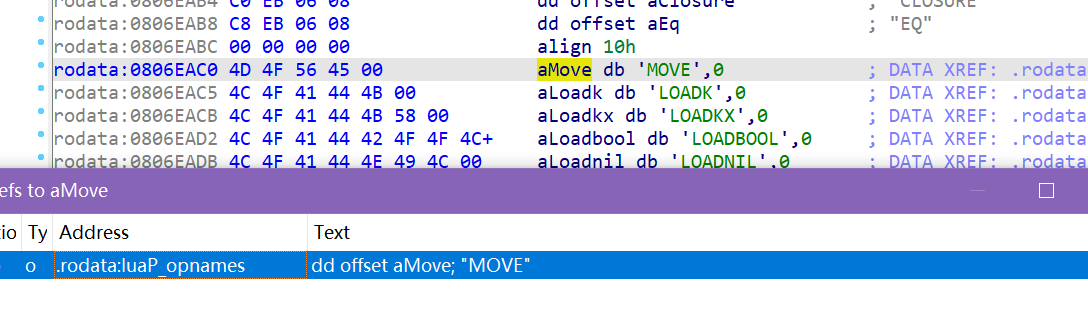 rodata:0806EAB4 C0 EB 06 08 dd offset aClosure ; "CLOSURE"
rodata:0806EAB8 C8 EB 06 08 dd offset aEq ; "EQ"
rodata:0806EABC 00 00 00 00 align 10h
rodata:0806EAC0 4D 4F 56 45 00 aMove db 'MOVE',0 ; DATA XREF: .rodata
rodata:0806EAC5 4C 4F 41 44 4B 00 aLoadk db 'LOADK',0 ; DATA XREF: .rodata
rodata:0806EACB 4C 4F 41 44 4B 58 00 aLoadkx db 'LOADKX',0 ; DATA XREF: .rodata
rodata:0806EAD2 4C 4F 41 44 42 4F 4F 4C+ aLoadbool db 'LOADBOOL',0 ; DATA XREF: .rodata
rodata:0806EADB 4C 4F 41 44 4E 49 4C 00 aLoadnil db 'LOADNIL',0 ; DATA XREF: .rodata
efs to aMove
tio Ty Address Text
o .rodata:luaP_opnames dd offset aMove; "MOVE"